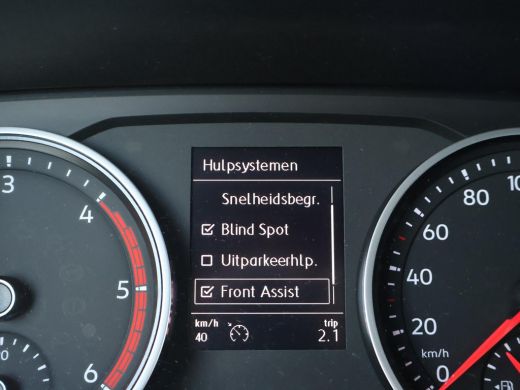 Hulpsystemen
Snelheidsbegr.
Blind Spot
Uitparkeerhlp.
Front Assist
km/h trip
40 2.1
3
4
5
6
0
20
40
60
80
100
km/h